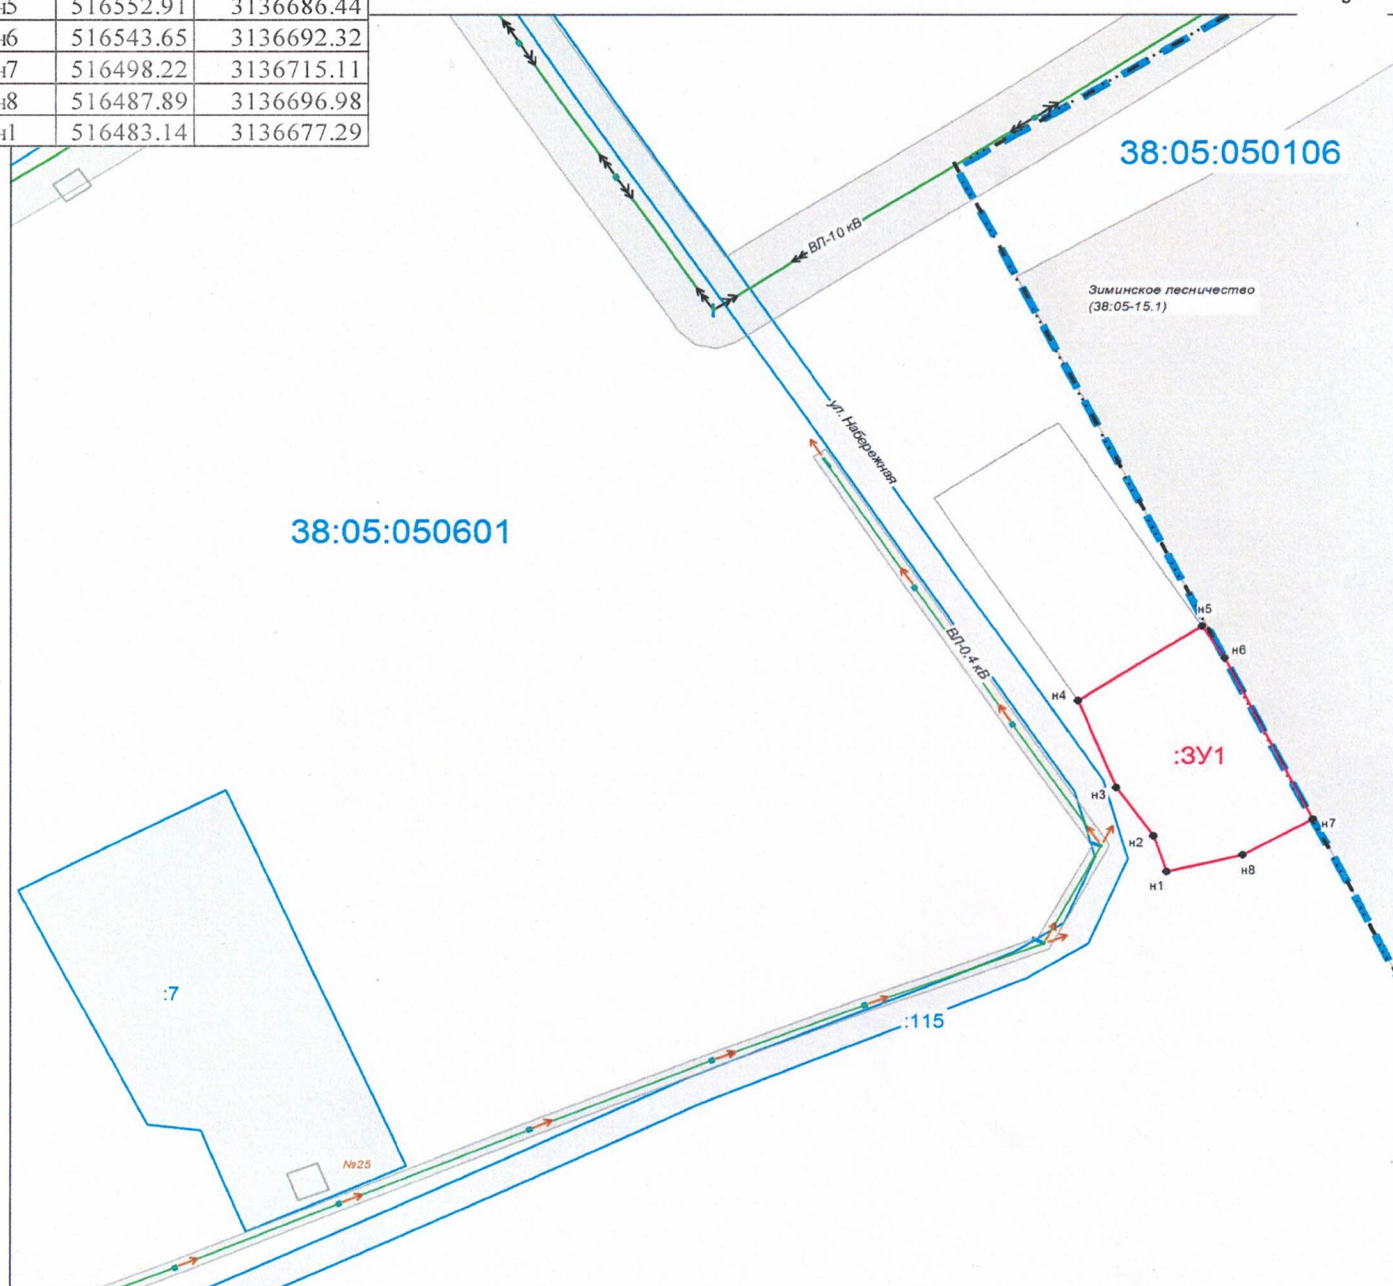 н5 516552.91 3136686.44
н6 516543.65 3136692.32
н7 516498.22 3136715.11
н8 516487.89 3136696.98
н1 516483.14 3136677.29
38:05:050106
ВЛ-10 кВ
Зиминское лесничество
(38:05-15.1)
ул. Набережная
38:05:050601
н5
ВЛ-0,4 кВ
н6
н4
:ЗУ1
н3
н7
н2
н8
н1
:7
:115
№25